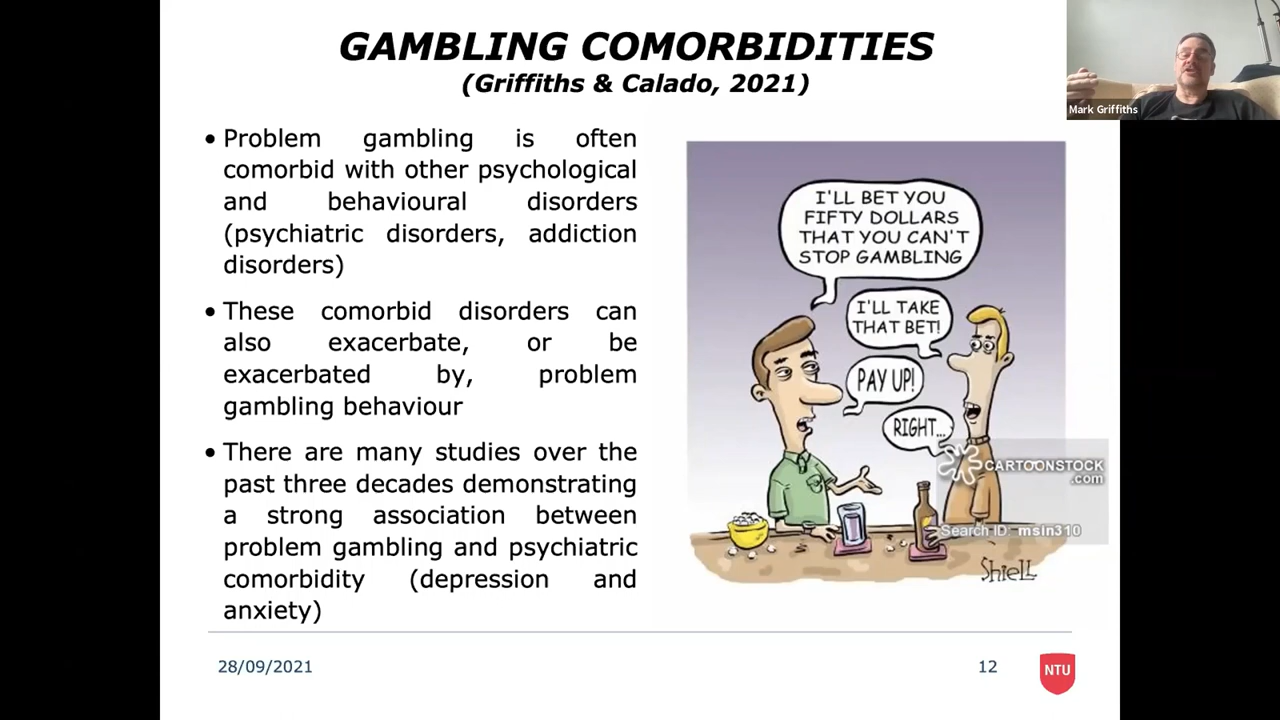 GAMBLING COMORBIDITIES
(Griffiths & Calado, 2021)
Mark Griffiths
• Problem gambling is often
comorbid with other psychological
and behavioural disorders
(psychiatric disorders, addiction
disorders)
• These comorbid disorders can
also exacerbate, or be
exacerbated by, problem
gambling behaviour
• There are many studies over the
past three decades demonstrating
a strong association between
problem gambling and psychiatric
comorbidity (depression and
anxiety)
I'LL BET YOU
FIFTY DOLLARS
THAT YOU CAN'T
STOP GAMBLING
I'LL TAKE
THAT BET!
PAY UP!
RIGHT...
CARTOONSTOCK
.com
Search ID: msin310
Shiell
28/09/2021
12
NTU